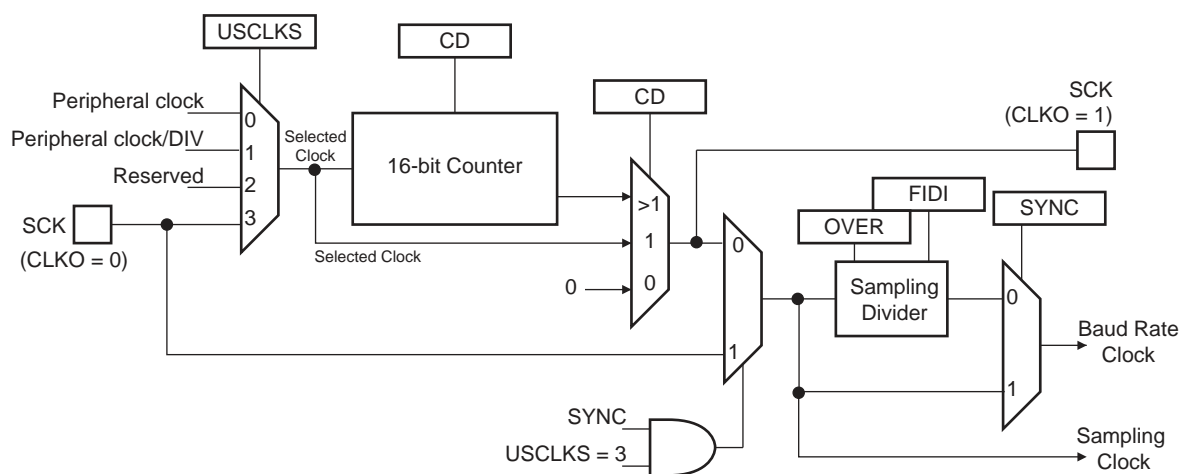 USCLKS
CD
CD
SCK
(CLKO = 1)
Peripheral clock
0
Peripheral clock/DIV
1
Reserved
2
3
SCK
(CLKO = 0)
Selected
Clock
16-bit Counter
Selected Clock
>1
1
0
0
0
1
FIDI
OVER
SYNC
Sampling
Divider
0
1
Baud Rate
Clock
SYNC
USCLKS = 3
Sampling
Clock